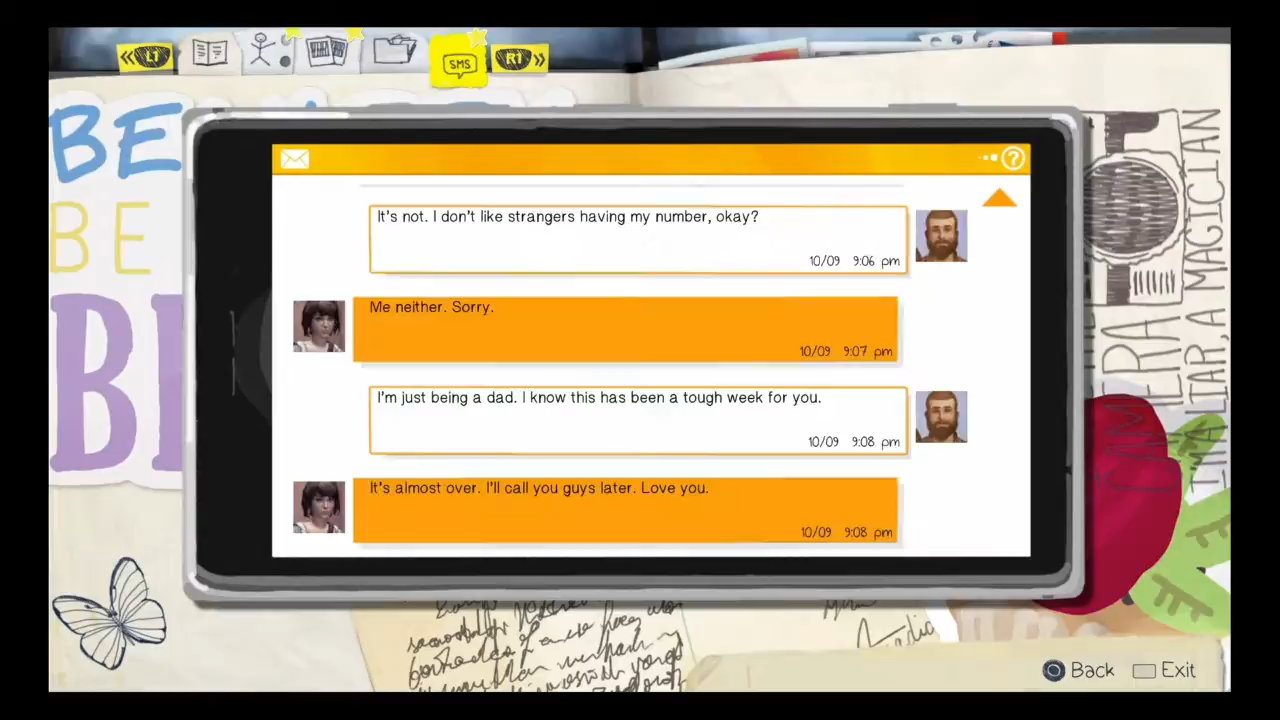 L1
SMS
R1
BE
BE
It's not. I don't like strangers having my number, okay?
10/09 9:06 pm
Me neither. Sorry.
10/09 9:07 pm
I'm just being a dad. I know this has been a tough week for you.
10/09 9:08 pm
It's almost over. I'll call you guys later. Love you.
10/09 9:08 pm
LIAR, A MAGICIAN
Back
Exit